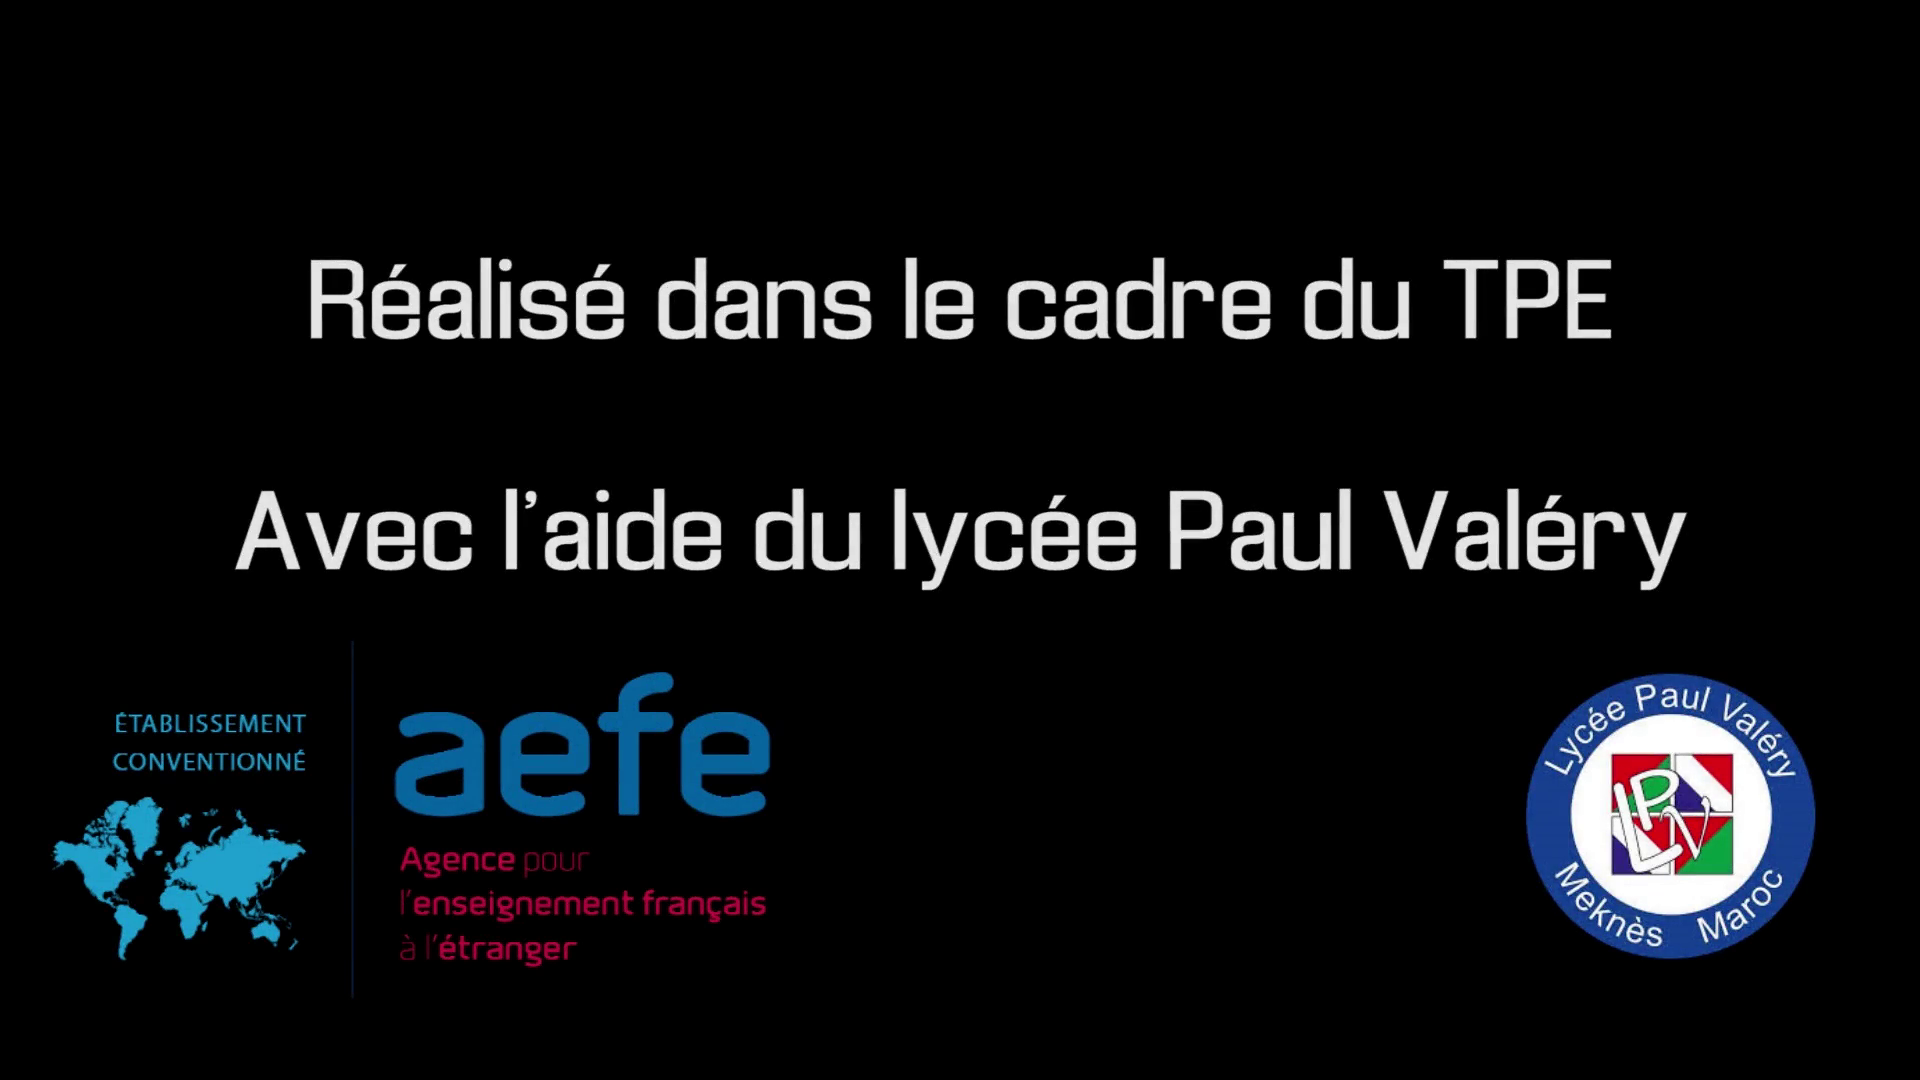 Réalisé dans le cadre du TPE
Avec l'aide du lycée Paul Valéry
ÉTABLISSEMENT
CONVENTIONNÉ
aefe
Agence pour
l'enseignement français
à l'étranger
Lycée Paul Valéry
LPV
Meknès Maroc